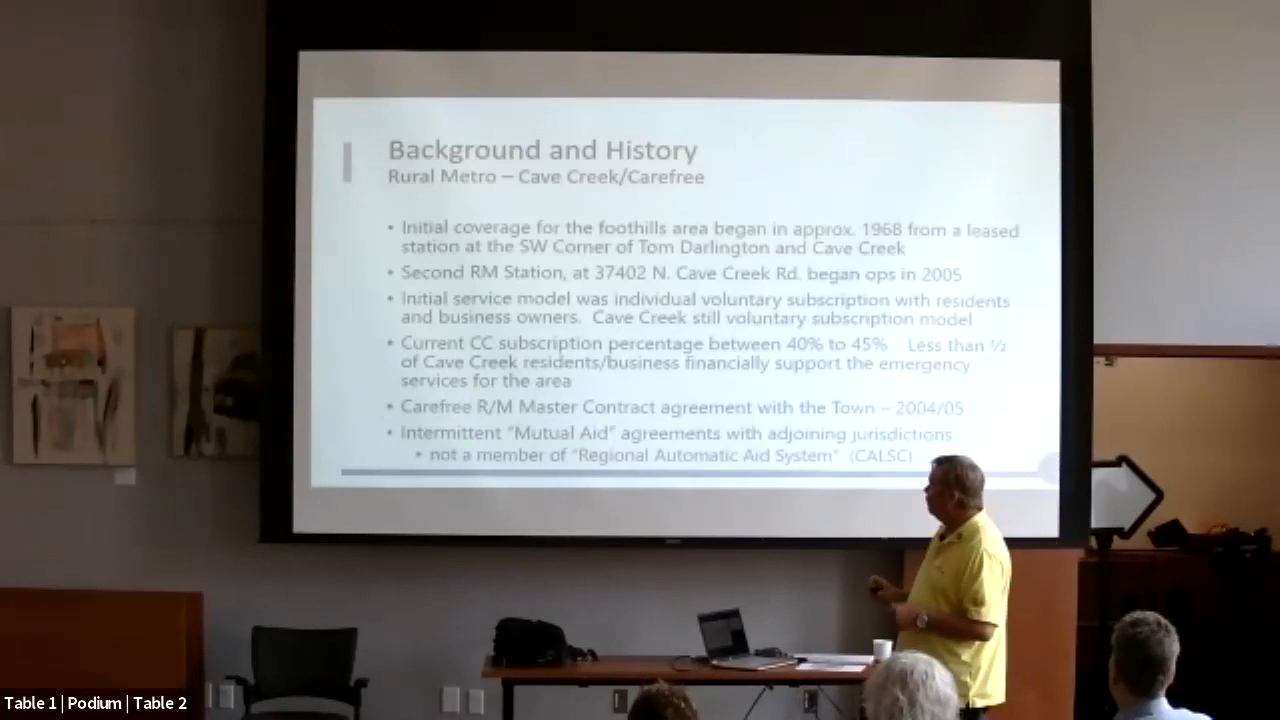 Background and History
Rural Metro – Cave Creek/Carefree
• Initial coverage for the foothills area began in approx. 1968 from a leased
station at the SW Corner of Tom Darlington and Cave Creek
• Second RM Station, at 37402 N. Cave Creek Rd. began ops in 2005
• Initial service model was individual voluntary subscription with residents
and business owners.  Cave Creek still voluntary subscription model
• Current CC subscription percentage between 40% to 45%   Less than ½
of Cave Creek residents/business financially support the emergency
services for the area
• Carefree R/M Master Contract agreement with the Town – 2004/05
• Intermittent "Mutual Aid" agreements with adjoining jurisdictions
• not a member of "Regional Automatic Aid System"  (CALSC)
Table 1 | Podium | Table 2